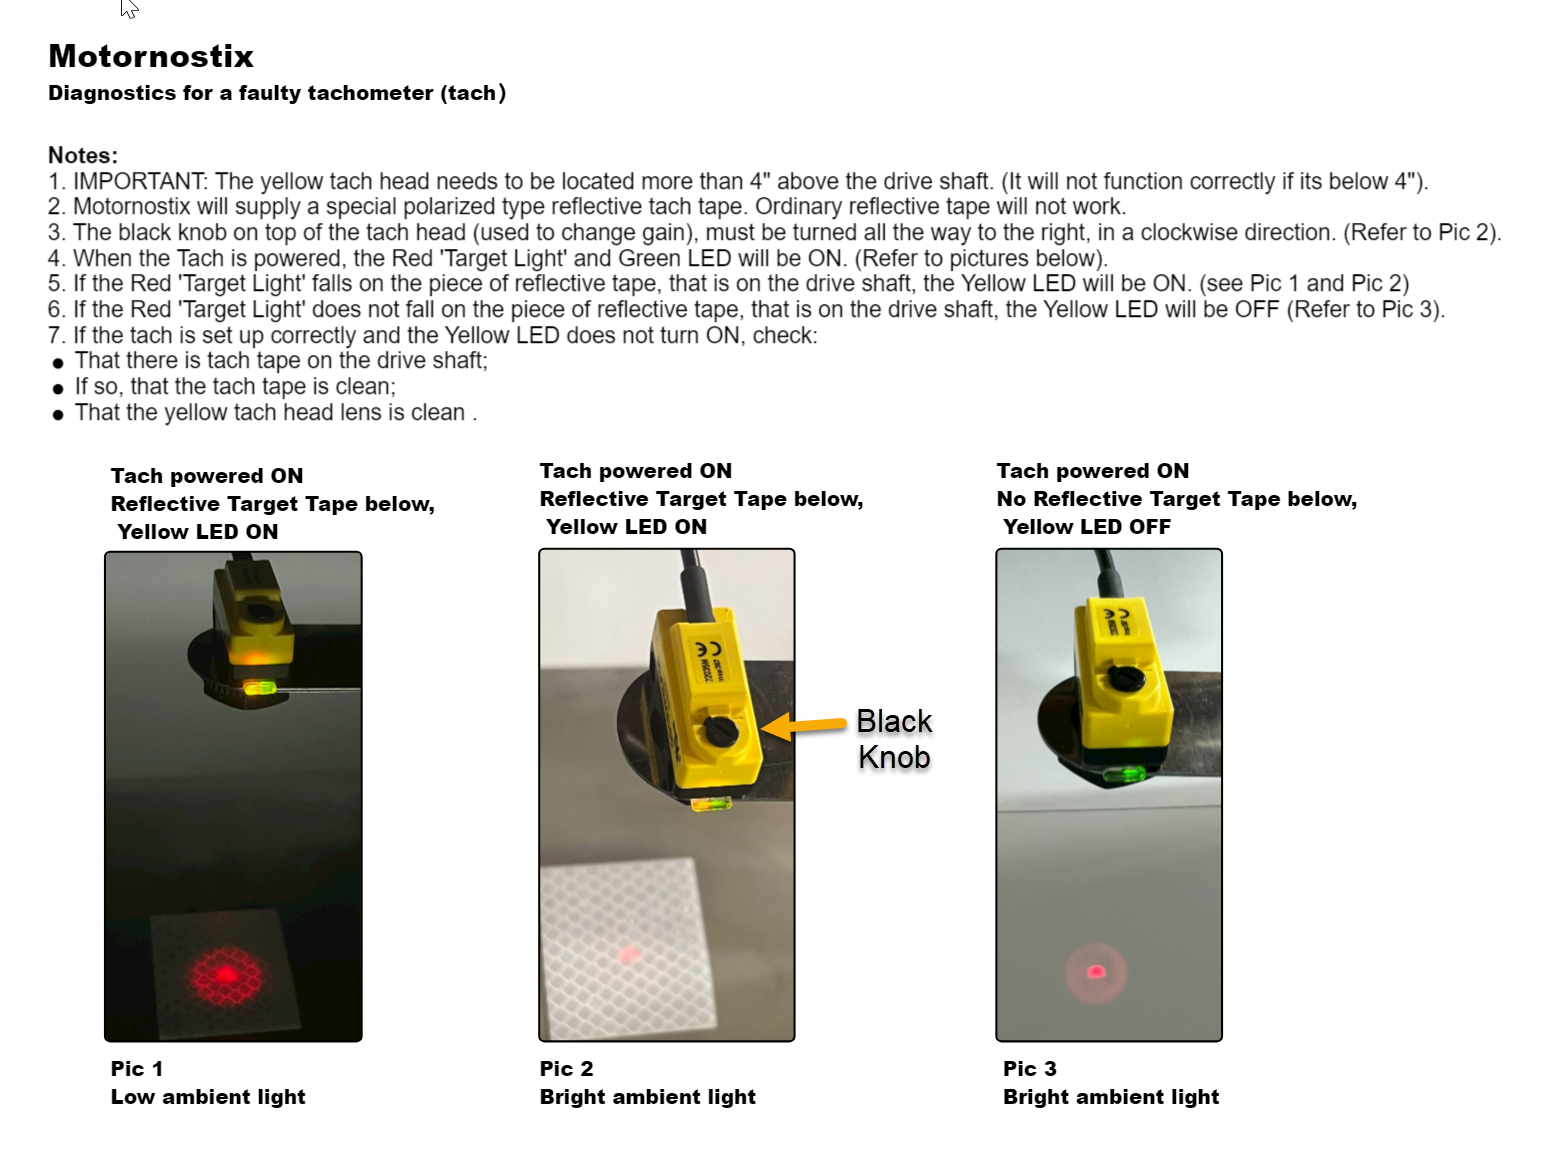 Motornostix
Diagnostics for a faulty tachometer (tach)
Notes:
1. IMPORTANT: The yellow tach head needs to be located more than 4" above the drive shaft. (It will not function correctly if its below 4").
2. Motornostix will supply a special polarized type reflective tach tape. Ordinary reflective tape will not work.
3. The black knob on top of the tach head (used to change gain), must be turned all the way to the right, in a clockwise direction. (Refer to Pic 2).
4. When the Tach is powered, the Red 'Target Light' and Green LED will be ON. (Refer to pictures below).
5. If the Red 'Target Light' falls on the piece of reflective tape, that is on the drive shaft, the Yellow LED will be ON. (see Pic 1 and Pic 2)
6. If the Red 'Target Light' does not fall on the piece of reflective tape, that is on the drive shaft, the Yellow LED will be OFF (Refer to Pic 3).
7. If the tach is set up correctly and the Yellow LED does not turn ON, check:
● That there is tach tape on the drive shaft;
● If so, that the tach tape is clean;
● That the yellow tach head lens is clean .
Tach powered ON
Reflective Target Tape below,
Yellow LED ON
Tach powered ON
Reflective Target Tape below,
Yellow LED ON
Tach powered ON
No Reflective Target Tape below,
Yellow LED OFF
CE
Black
Knob
CE
Pic 1
Low ambient light
Pic 2
Bright ambient light
Pic 3
Bright ambient light